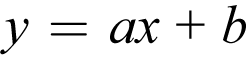 y = ax + b